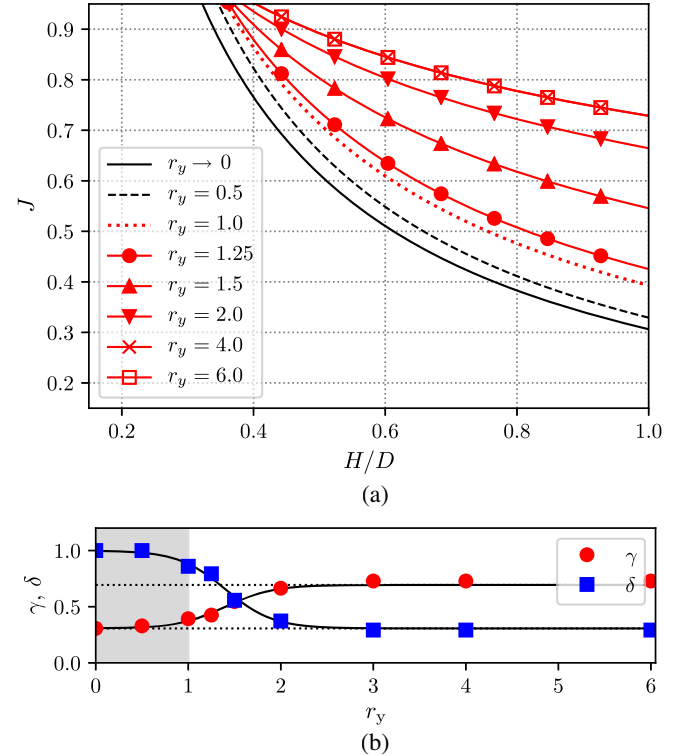 0.9
0.8
0.7
0.6
0.5
0.4
0.3
0.2
J
r_y → 0
r_y = 0.5
r_y = 1.0
r_y = 1.25
r_y = 1.5
r_y = 2.0
r_y = 4.0
r_y = 6.0
0.2 0.4 0.6 0.8 1.0
H/D
(a)
1.0
0.5
0.0
γ, δ
γ
δ
0 1 2 3 4 5 6
r_y
(b)